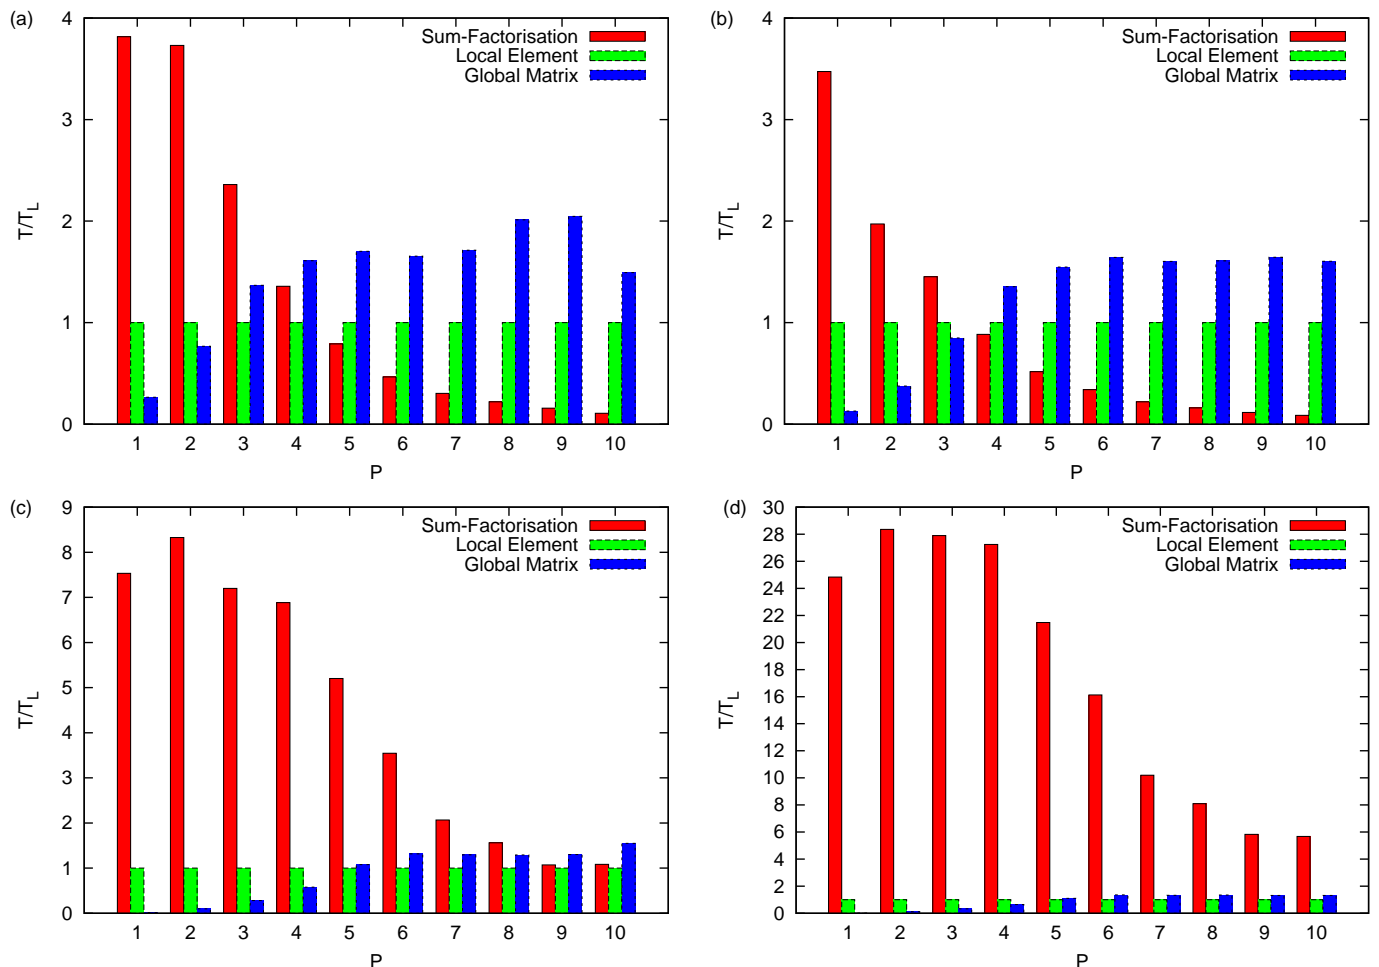 (a)
4
3
2
1
0
T/T_L
Sum-Factorisation
Local Element
Global Matrix
1 2 3 4 5 6 7 8 9 10
P
(b)
4
3
2
1
0
T/T_L
Sum-Factorisation
Local Element
Global Matrix
1 2 3 4 5 6 7 8 9 10
P
(c)
9
8
7
6
5
4
3
2
1
0
T/T_L
Sum-Factorisation
Local Element
Global Matrix
1 2 3 4 5 6 7 8 9 10
P
(d)
30
28
26
24
22
20
18
16
14
12
10
8
6
4
2
0
T/T_L
Sum-Factorisation
Local Element
Global Matrix
1 2 3 4 5 6 7 8 9 10
P